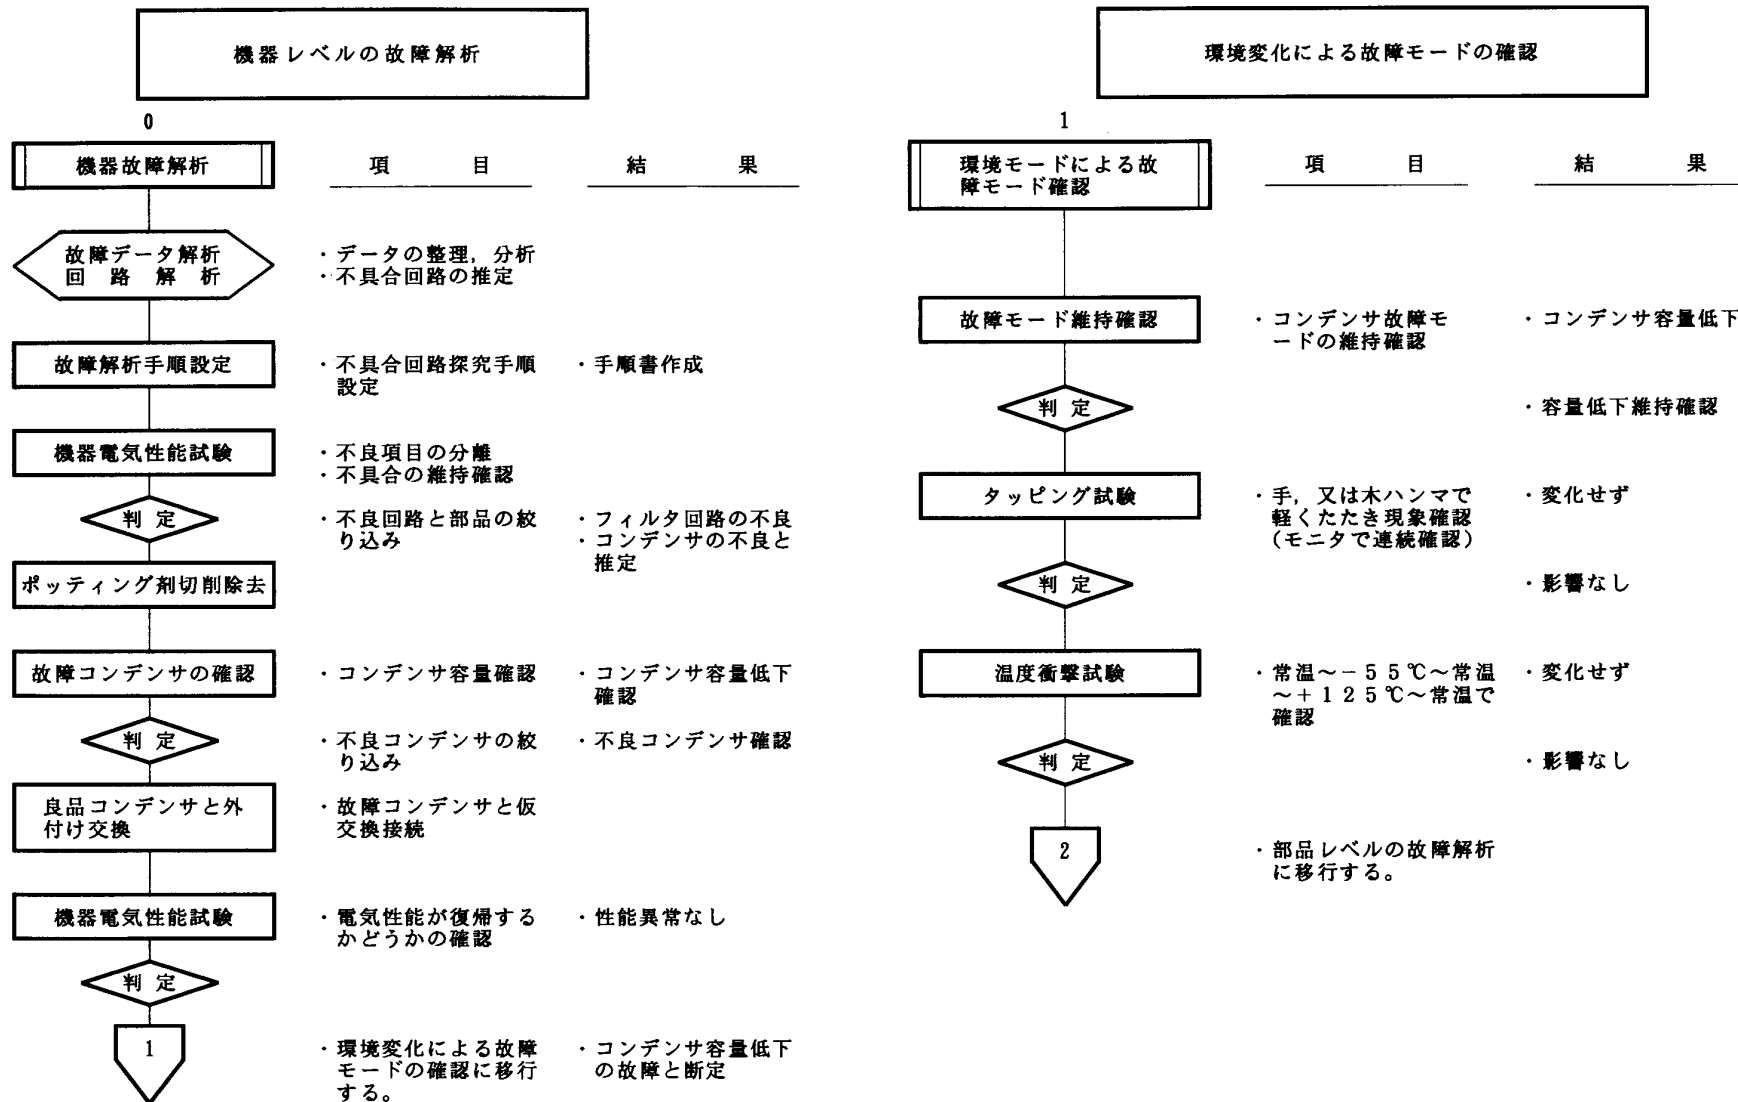 機器レベルの故障解析
0
機器故障解析
項 目
結 果
故障データ解析
回 路 解 析
・データの整理,分析
・不具合回路の推定
故障解析手順設定
・不具合回路探究手順
設定
・手順書作成
機器電気性能試験
・不良項目の分離
・不具合の維持確認
判 定
・不良回路と部品の絞
り込み
・フィルタ回路の不良
・コンデンサの不良と
推定
ポッティング剤切削除去
故障コンデンサの確認
・コンデンサ容量確認
・コンデンサ容量低下
確認
判 定
・不良コンデンサの絞
り込み
・不良コンデンサ確認
良品コンデンサと外
付け交換
・故障コンデンサと仮
交換接続
機器電気性能試験
・電気性能が復帰する
かどうかの確認
・性能異常なし
判 定
1
・環境変化による故障
モードの確認に移行
する。
・コンデンサ容量低下
の故障と断定
環境変化による故障モードの確認
1
環境モードによる故
障モード確認
項 目
結 果
故障モード維持確認
・コンデンサ故障モ
ードの維持確認
・コンデンサ容量低下
判 定
・容量低下維持確認
タッピング試験
・手,又は木ハンマで
軽くたたき現象確認
(モニタで連続確認)
・変化せず
判 定
・影響なし
温度衝撃試験
・常温~-55℃~常温
~+125℃~常温で
確認
・変化せず
判 定
・影響なし
2
・部品レベルの故障解析
に移行する。